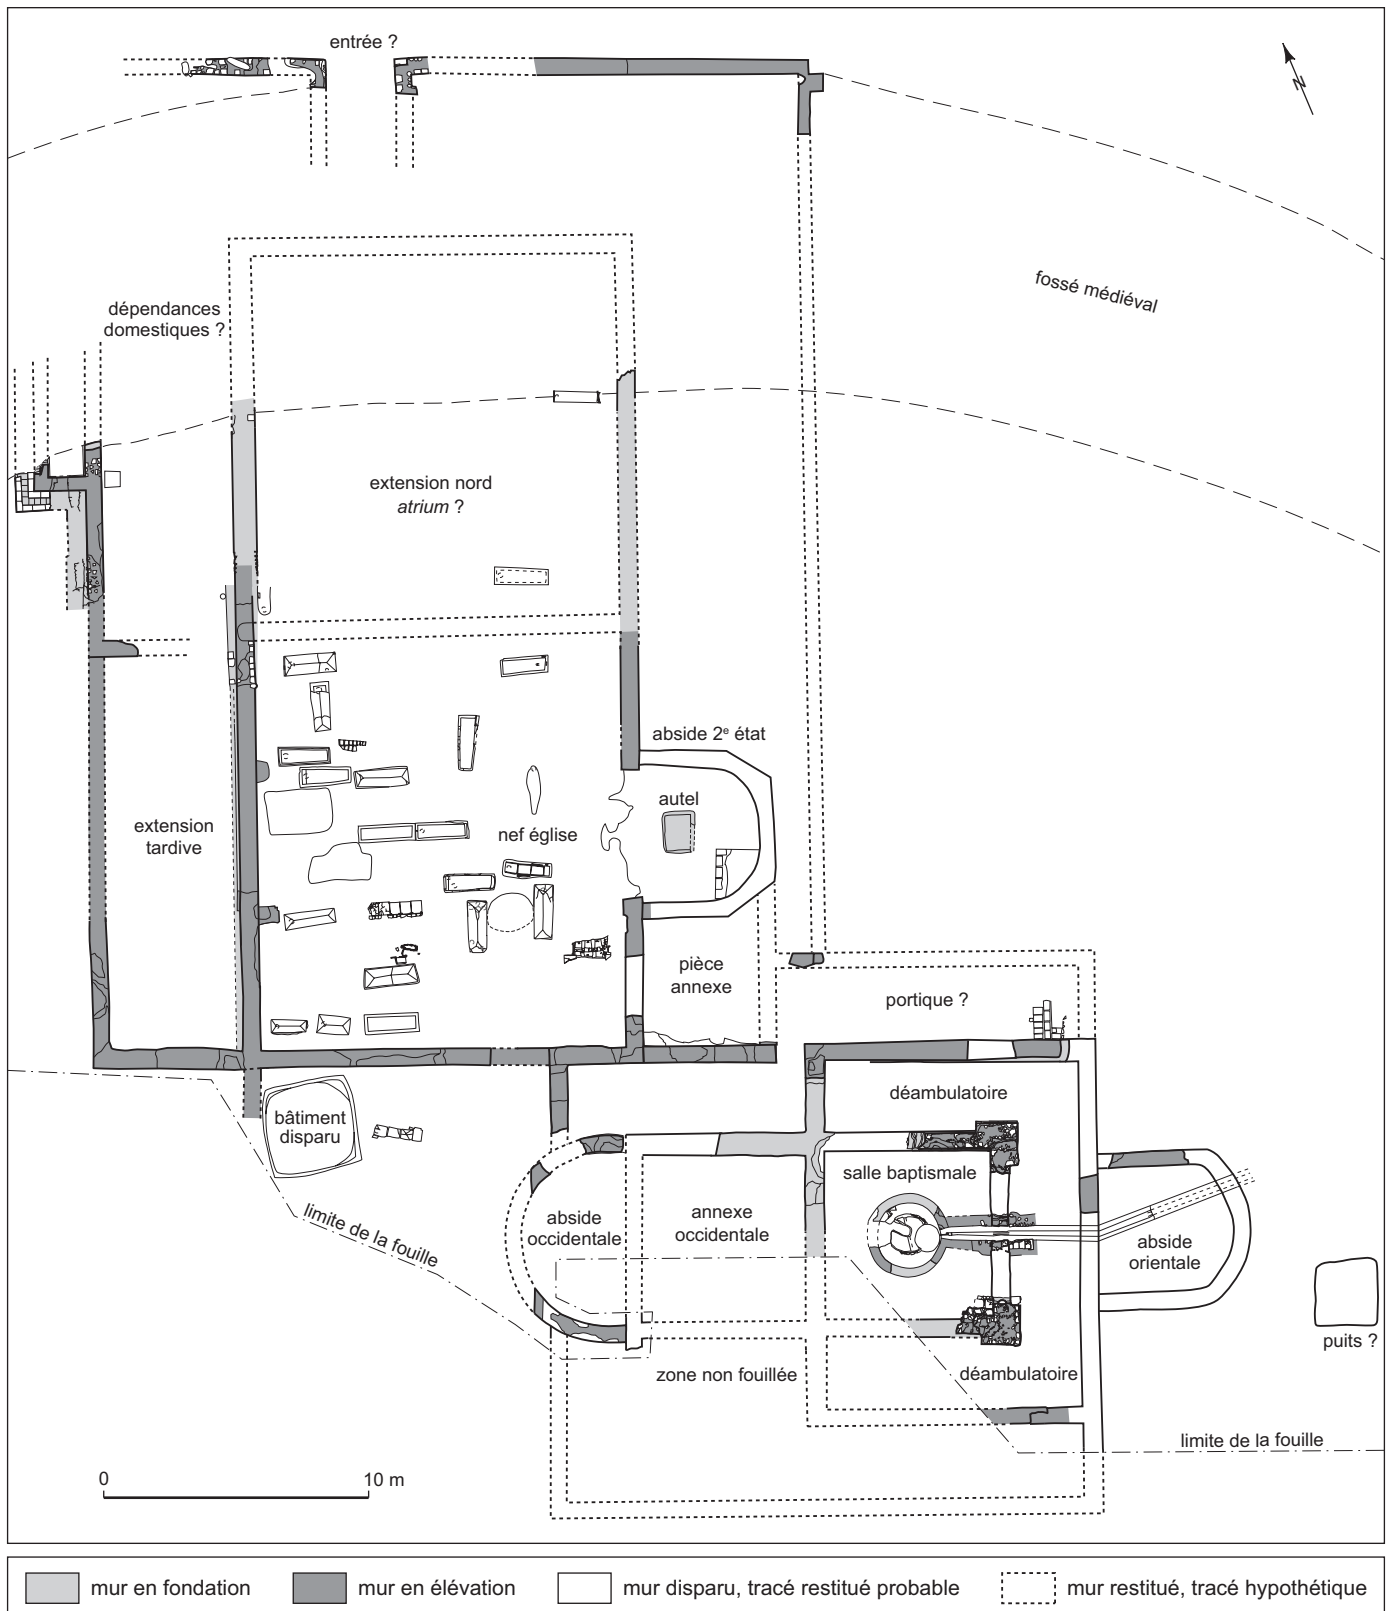 entrée ?
N
fossé médiéval
dépendances
domestiques ?
extension nord
atrium ?
abside 2e état
autel
nef église
extension
tardive
pièce
annexe
portique ?
déambulatoire
bâtiment
disparu
salle baptismale
abside
occidentale
annexe
occidentale
limite de la fouille
abside
orientale
puits ?
zone non fouillée
déambulatoire
limite de la fouille
0 10 m
mur en fondation
mur en élévation
mur disparu, tracé restitué probable
mur restitué, tracé hypothétique